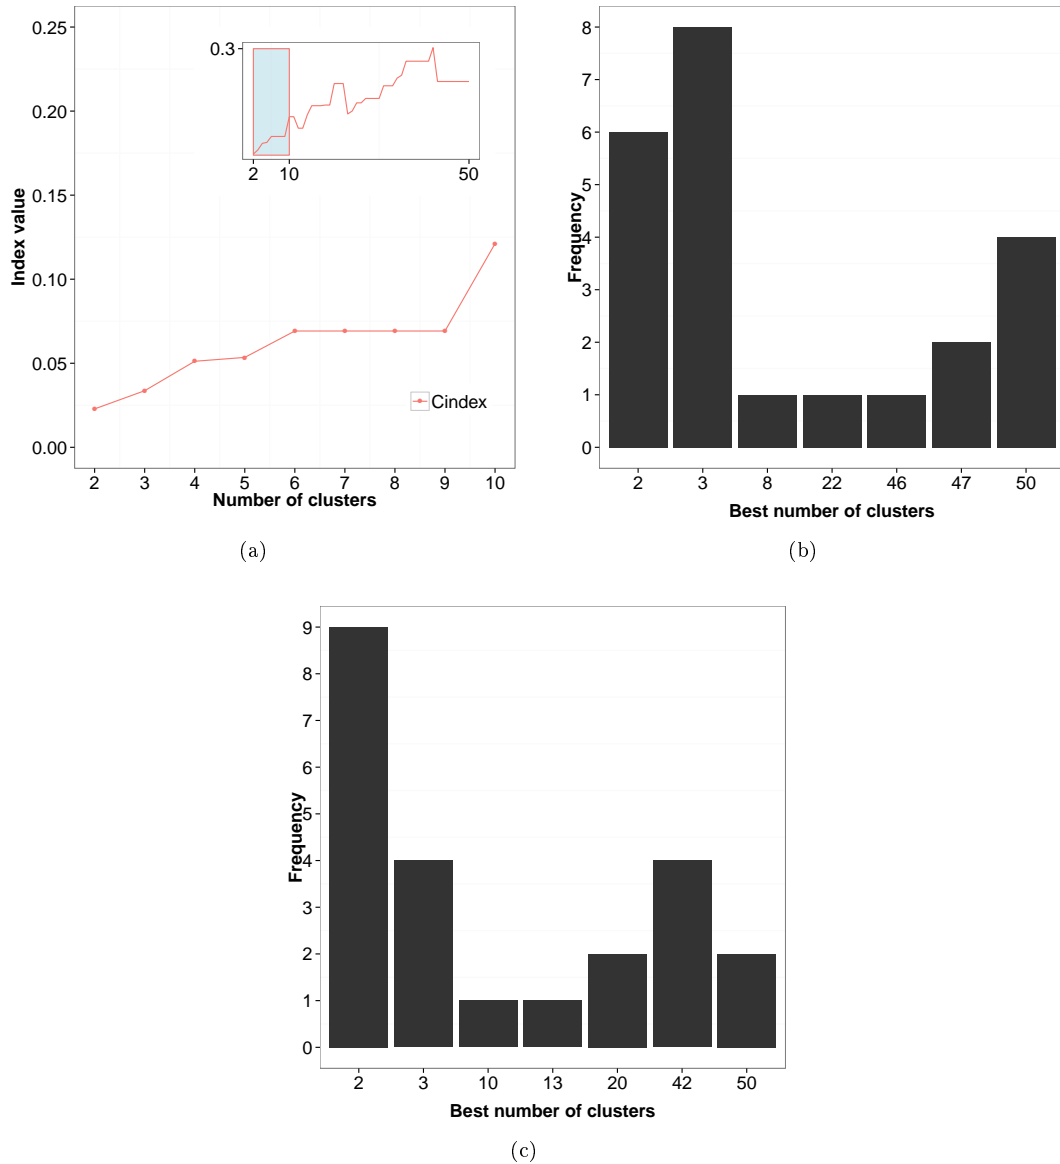 0.25
0.20
0.15
0.10
0.05
0.00
Index value
0.3
2 10 50
Cindex
2 3 4 5 6 7 8 9 10
Number of clusters
(a)
8
7
6
5
4
3
2
1
0
Frequency
2 3 8 22 46 47 50
Best number of clusters
(b)
9
8
7
6
5
4
3
2
1
0
Frequency
2 3 10 13 20 42 50
Best number of clusters
(c)